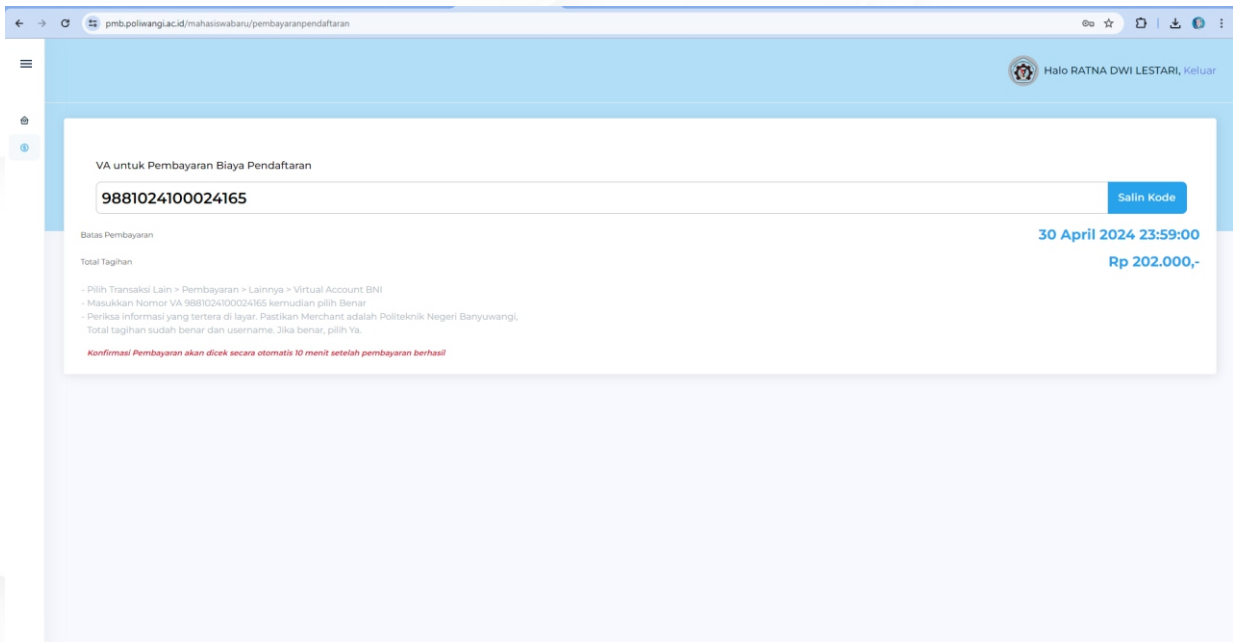 pmb.poliwangi.ac.id/mahasiswabaru/pembayaranpendaftaran
Halo RATNA DWI LESTARI, Keluar
VA untuk Pembayaran Biaya Pendaftaran
9881024100024165
Salin Kode
Batas Pembayaran
30 April 2024 23:59:00
Total Tagihan
Rp 202.000,-
- Pilih Transaksi Lain > Pembayaran > Lainnya > Virtual Account BNI
- Masukkan Nomor VA 9881024100024165 kemudian pilih Benar
- Periksa informasi yang tertera di layar. Pastikan Merchant adalah Politeknik Negeri Banyuwangi,
Total tagihan sudah benar dan username. Jika benar, pilih Ya.
Konfirmasi Pembayaran akan dicek secara otomatis 10 menit setelah pembayaran berhasil